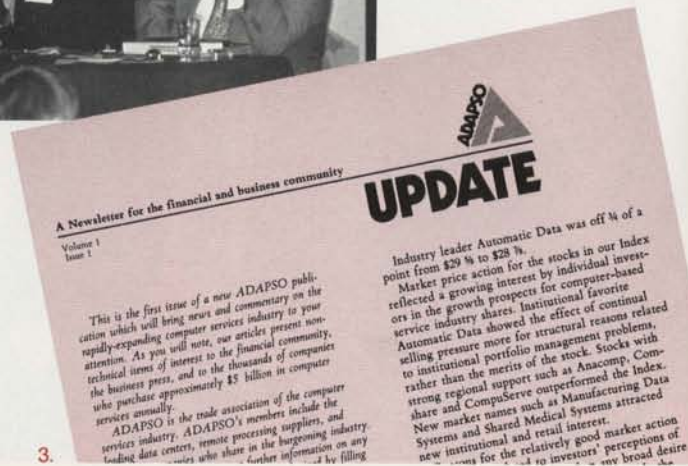 ADAPSO
A Newsletter for the financial and business community
UPDATE
Volume 1
Issue 1
This is the first issue of a new ADAPSO publi-
cation which will bring news and commentary on the
rapidly-expanding computer services industry to your
attention. As you will note, our articles present non-
technical items of interest to the financial community,
the business press, and to the thousands of companies
who purchase approximately $5 billion in computer
services annually.
ADAPSO is the trade association of the computer
services industry. ADAPSO's members include the
leading data centers, remote processing suppliers, and
who share in the burgeoning industry.
further information on any
by filling
Industry leader Automatic Data was off ¾ of a
point from $29 ⅝ to $28 ⅞.
Market price action for the stocks in our Index
reflected a growing interest by individual invest-
ors in the growth prospects for computer-based
service industry shares. Institutional favorite
Automatic Data showed the effect of continual
selling pressure more for structural reasons related
to institutional portfolio management problems,
rather than the merits of the stock. Stocks with
strong regional support such as Anacomp, Com-
share and CompuServe outperformed the Index.
New market names such as Manufacturing Data
Systems and Shared Medical Systems attracted
new institutional and retail interest.
for the relatively good market action
to investors' perceptions of
broad desire
3.